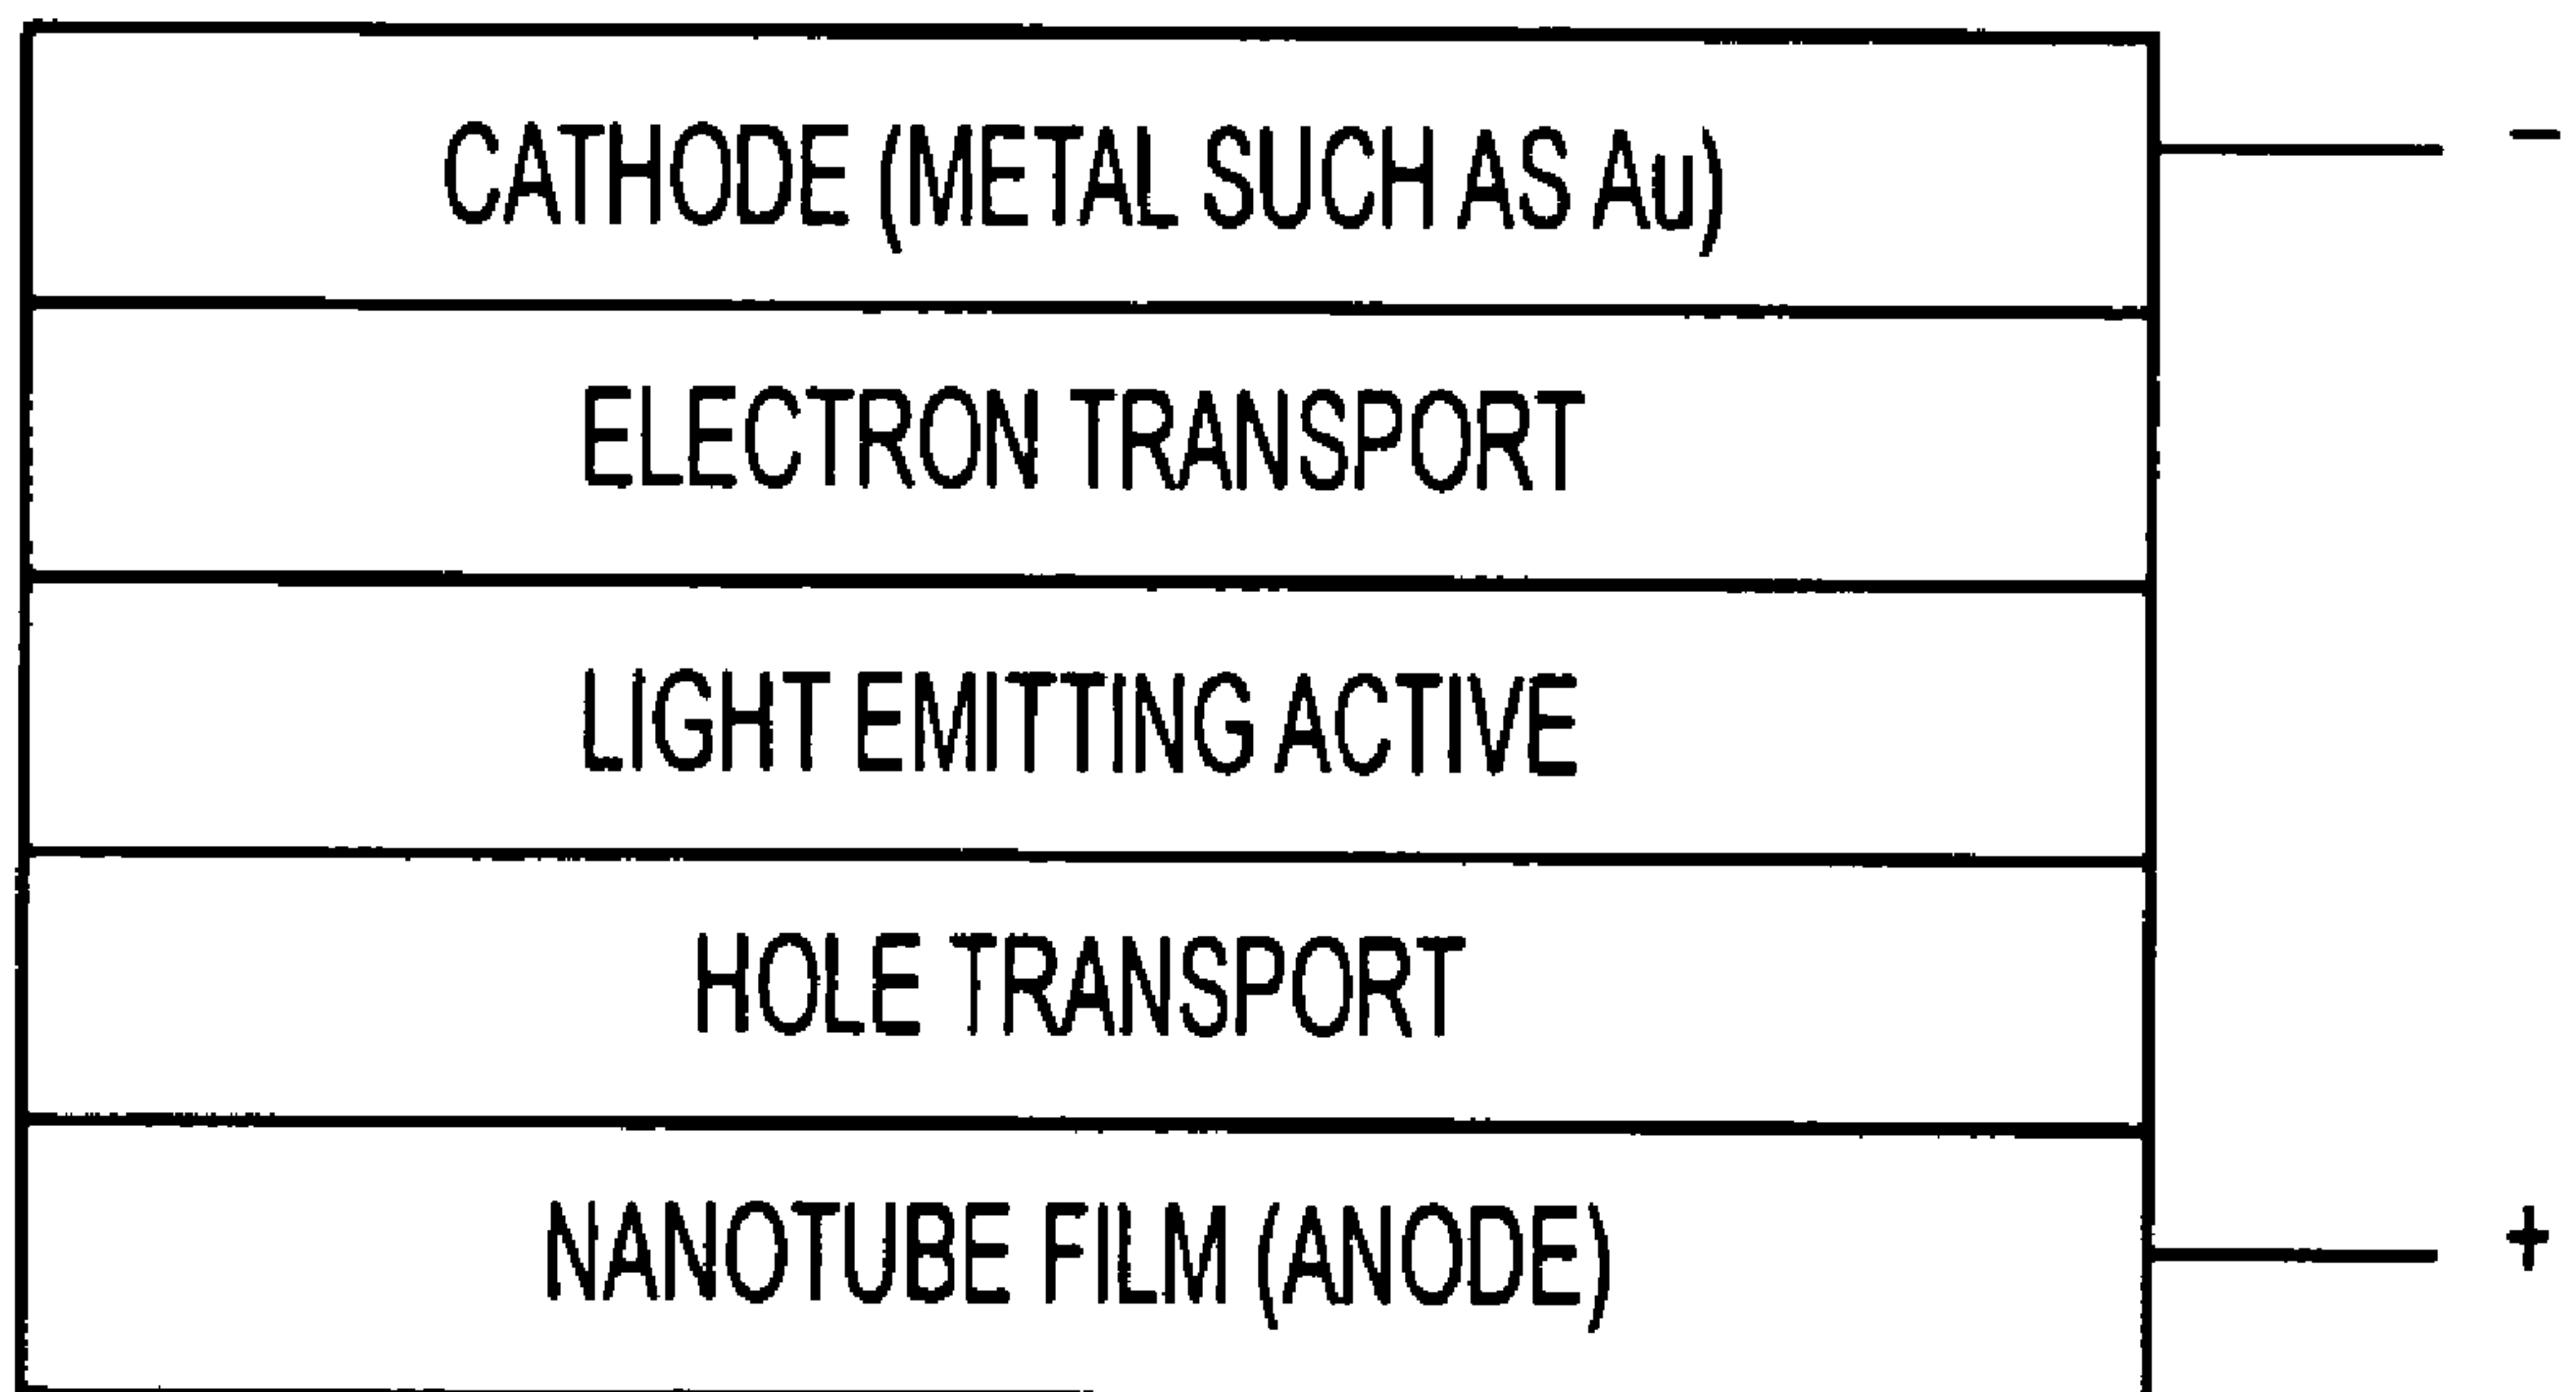 CATHODE (METAL SUCH AS Au)
−
ELECTRON TRANSPORT
LIGHT EMITTING ACTIVE
HOLE TRANSPORT
NANOTUBE FILM (ANODE)
+